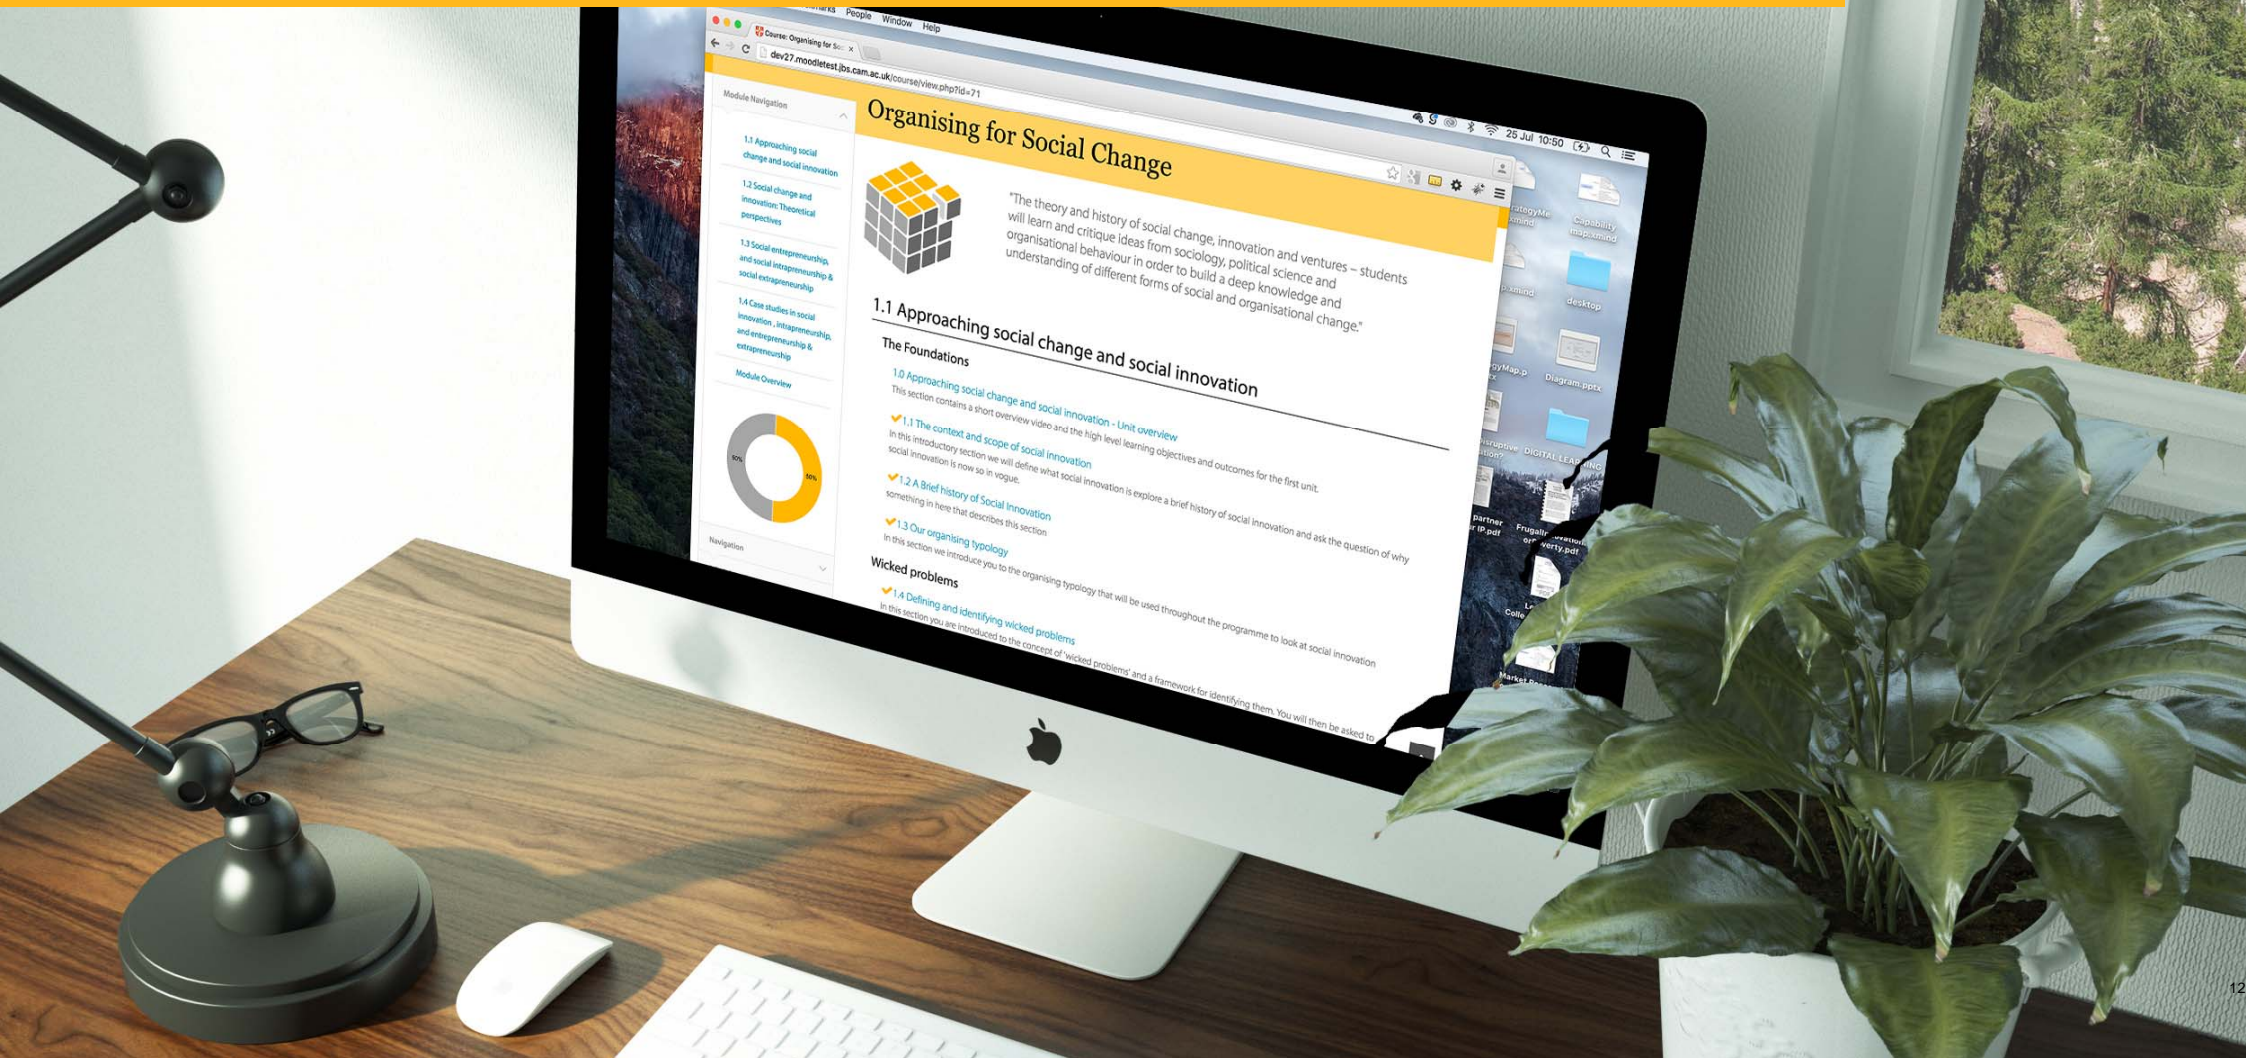 People Window Help
25 Jul 10:50
Course: Organising for Soc
dev27.moodletest.jbs.cam.ac.uk/course/view.php?id=71
Module Navigation
1.1 Approaching social
change and social innovation
1.2 Social change and
innovation: Theoretical
perspectives
1.3 Social entrepreneurship,
and social intrapreneurship &
social extrapreneurship
1.4 Case studies in social
innovation , intrapreneurship,
and entrepreneurship &
extrapreneurship
Module Overview
50%
50%
Navigation
Organising for Social Change
"The theory and history of social change, innovation and ventures – students
will learn and critique ideas from sociology, political science and
organisational behaviour in order to build a deep knowledge and
understanding of different forms of social and organisational change."
1.1 Approaching social change and social innovation
The Foundations
1.0 Approaching social change and social innovation - Unit overview
This section contains a short overview video and the high level learning objectives and outcomes for the first unit.
1.1 The context and scope of social innovation
In this introductory section we will define what social innovation is explore a brief history of social innovation and ask the question of why
social innovation is now so in vogue.
1.2 A Brief history of Social Innovation
something in here that describes this section
1.3 Our organising typology
In this section we introduce you to the organising typology that will be used throughout the programme to look at social innovation
Wicked problems
1.4 Defining and identifying wicked problems
In this section you are introduced to the concept of 'wicked problems' and a framework for identifying them. You will then be asked to
Capability
map.xmind
desktop
Diagram.pptx
DIGITAL LEARNING
partner
IP.pdf
12